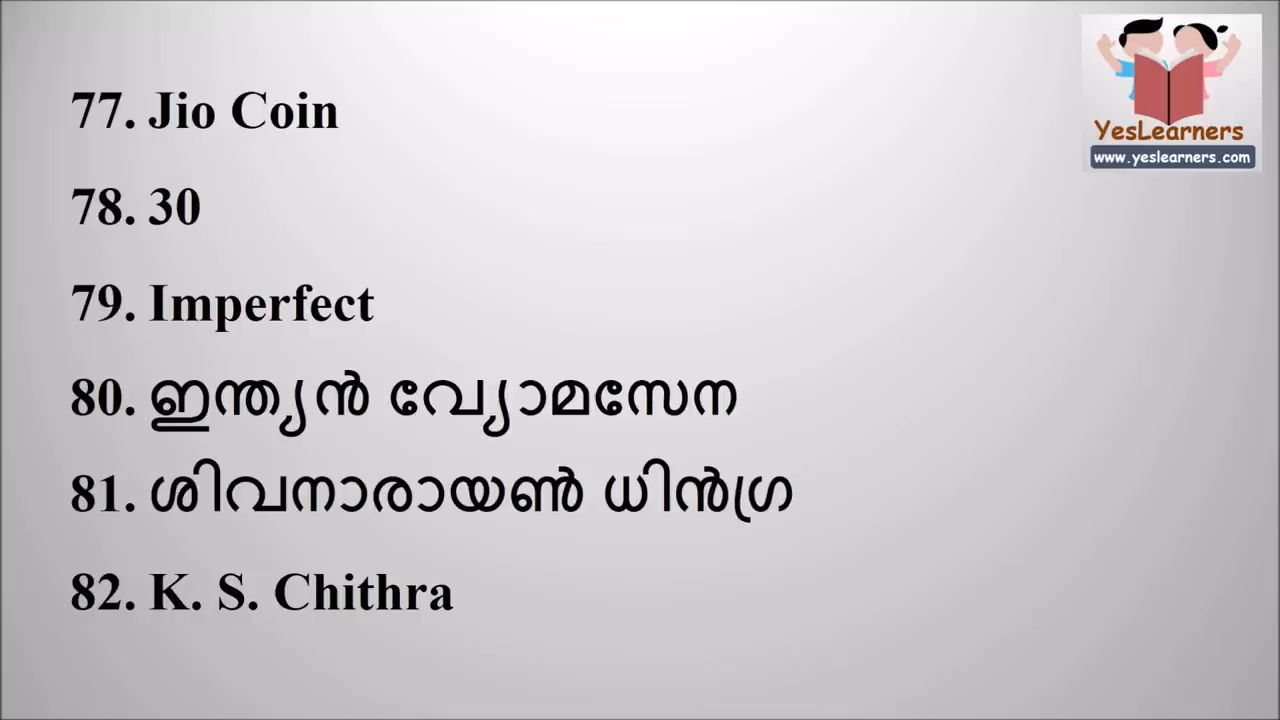 77. Jio Coin
78. 30
79. Imperfect
80. ഇന്ത്യൻ വ്യോമസേന
81. ശിവനാരായൺ ധിൻഗ്ര
82. K. S. Chithra
YesLearners
www.yeslearners.com